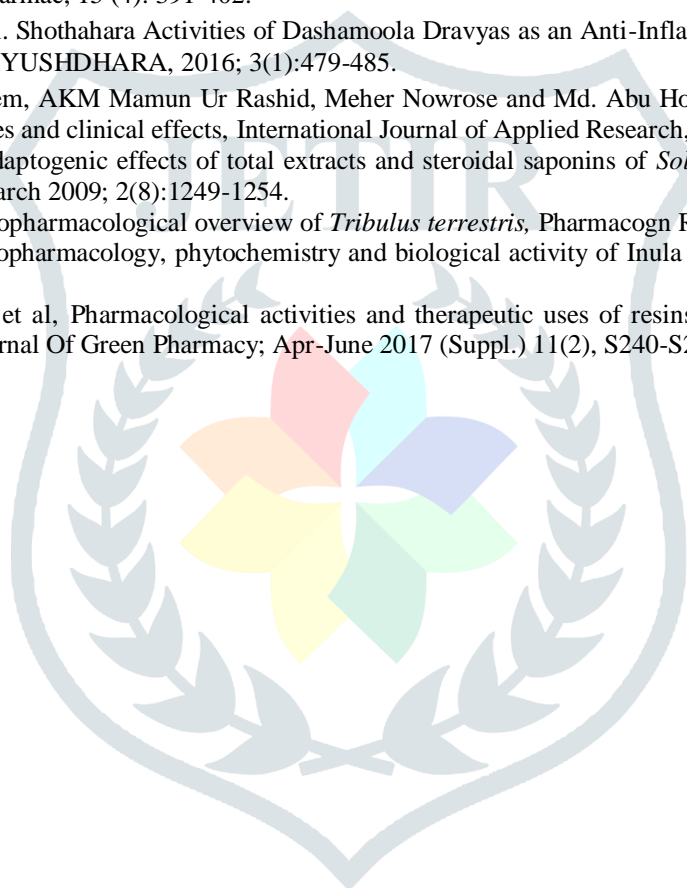 15 (4): 391-402.
. Shothahara Activities of Dashamoola Dravyas as an Anti-Infla
YUSHDHARA, 2016; 3(1):479-485.
em, AKM Mamun Ur Rashid, Meher Nowrose and Md. Abu Ho
es and clinical effects, International Journal of Applied Research,
daptogenic effects of total extracts and steroidal saponins of Sol
arch 2009; 2(8):1249-1254.
opharmacological overview of Tribulus terrestris, Pharmacogn R
opharmacology, phytochemistry and biological activity of Inula
et al, Pharmacological activities and therapeutic uses of resins
rnal Of Green Pharmacy; Apr-June 2017 (Suppl.) 11(2), S240-S2
JETIR